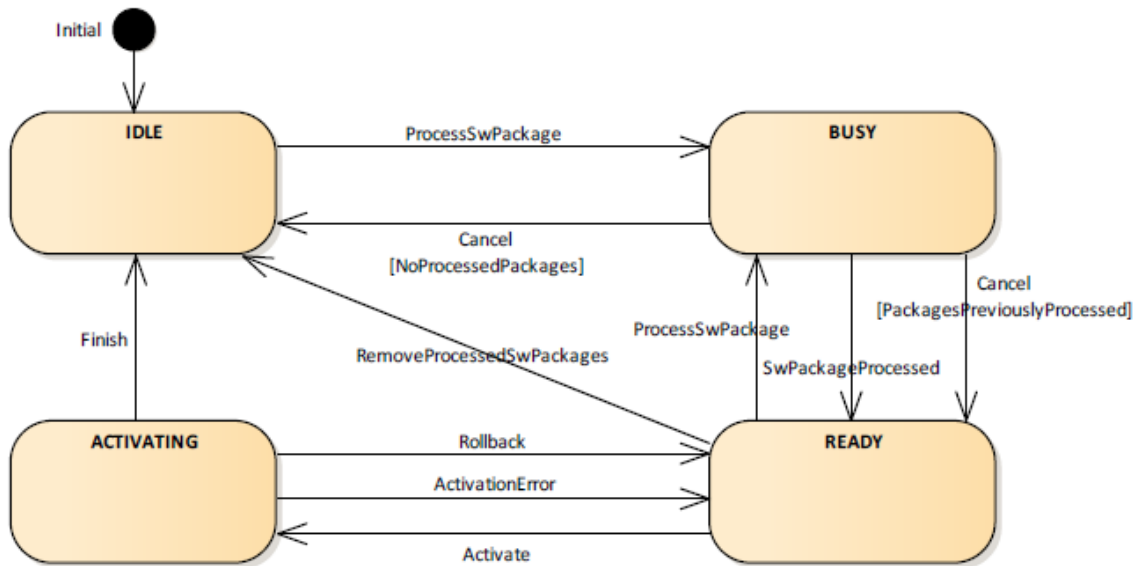 Initial
IDLE
ProcessSwPackage
BUSY
Cancel
[NoProcessedPackages]
Cancel
[PackagesPreviouslyProcessed]
ProcessSwPackage
Finish
RemoveProcessedSwPackages
SwPackageProcessed
ACTIVATING
Rollback
READY
ActivationError
Activate